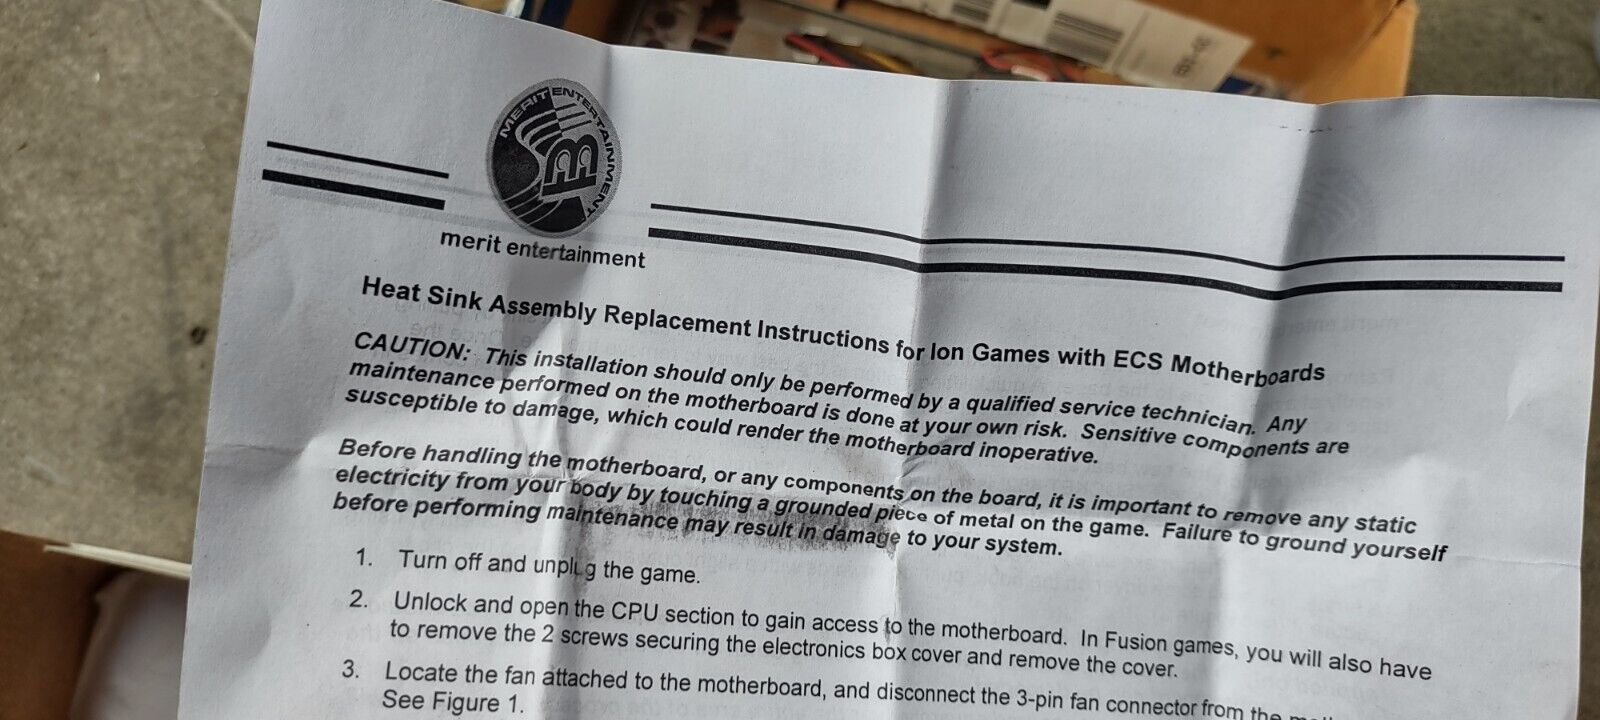 MERIT ENTERTAINMENT
merit entertainment
Heat Sink Assembly Replacement Instructions for Ion Games with ECS Motherboards
CAUTION: This installation should only be performed by a qualified service technician. Any
maintenance performed on the motherboard is done at your own risk. Sensitive components are
susceptible to damage, which could render the motherboard inoperative.
Before handling the motherboard, or any components on the board, it is important to remove any static
electricity from your body by touching a grounded piece of metal on the game. Failure to ground yourself
before performing maintenance may result in damage to your system.
1. Turn off and unplug the game.
2. Unlock and open the CPU section to gain access to the motherboard. In Fusion games, you will also have
to remove the 2 screws securing the electronics box cover and remove the cover.
3. Locate the fan attached to the motherboard, and disconnect the 3-pin fan connector from the
See Figure 1.